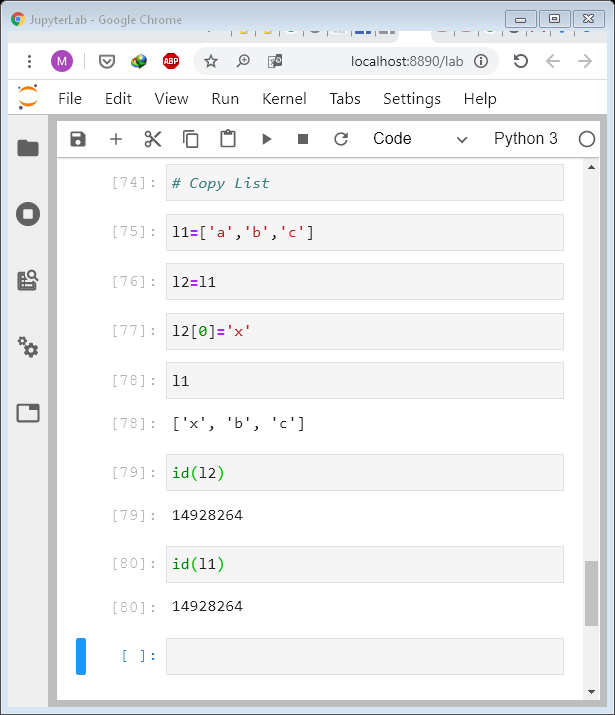 JupyterLab - Google Chrome
M ABP localhost:8890/lab
File Edit View Run Kernel Tabs Settings Help
Code Python 3
[74]: # Copy List
[75]: l1=['a','b','c']
[76]: l2=l1
[77]: l2[0]='x'
[78]: l1
[78]: ['x', 'b', 'c']
[79]: id(l2)
[79]: 14928264
[80]: id(l1)
[80]: 14928264
[ ]: